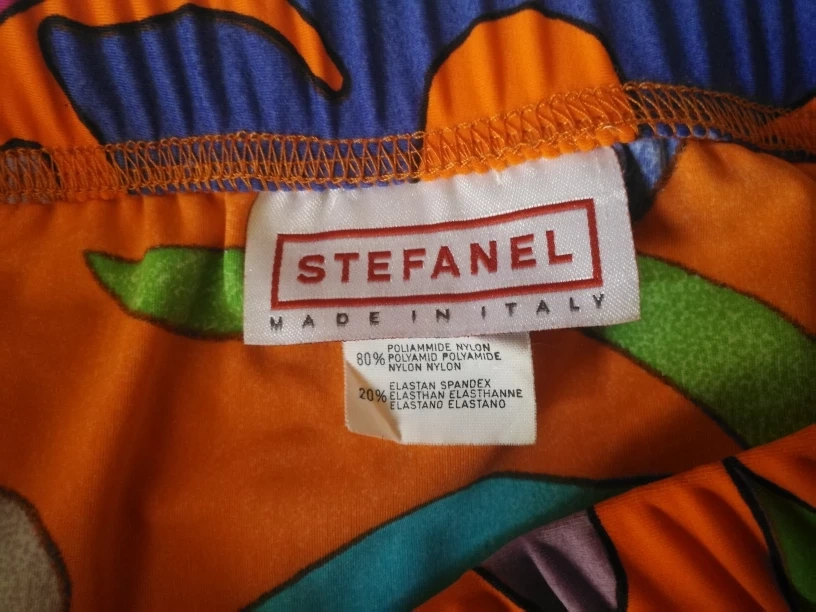 STEFANEL
MADE IN ITALY
80% POLIAMMIDE NYLON
POLYAMID POLYAMIDE
NYLON NYLON
20% ELASTAN SPANDEX
ELASTHAN ELASTHANNE
ELASTANO ELASTANO